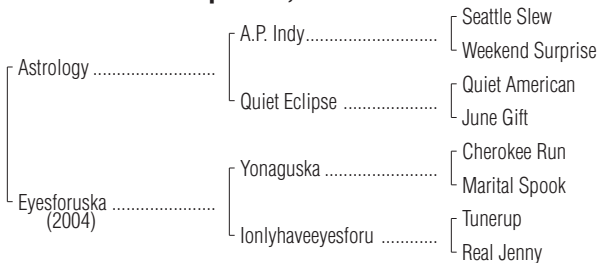 Seattle Slew
A.P. Indy
Weekend Surprise
Astrology
Quiet American
Quiet Eclipse
June Gift
Cherokee Run
Yonaguska
Marital Spook
Eyesforuska
(2004)
Tunerup
Ionlyhaveeyesforu
Real Jenny